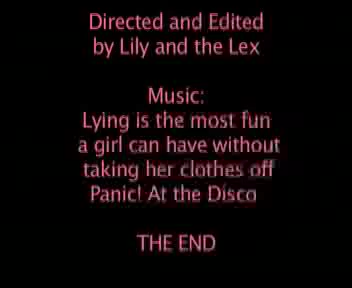 Directed and Edited
by Lily and the Lex
Music:
Lying is the most fun
a girl can have without
taking her clothes off
Panic! At the Disco
THE END